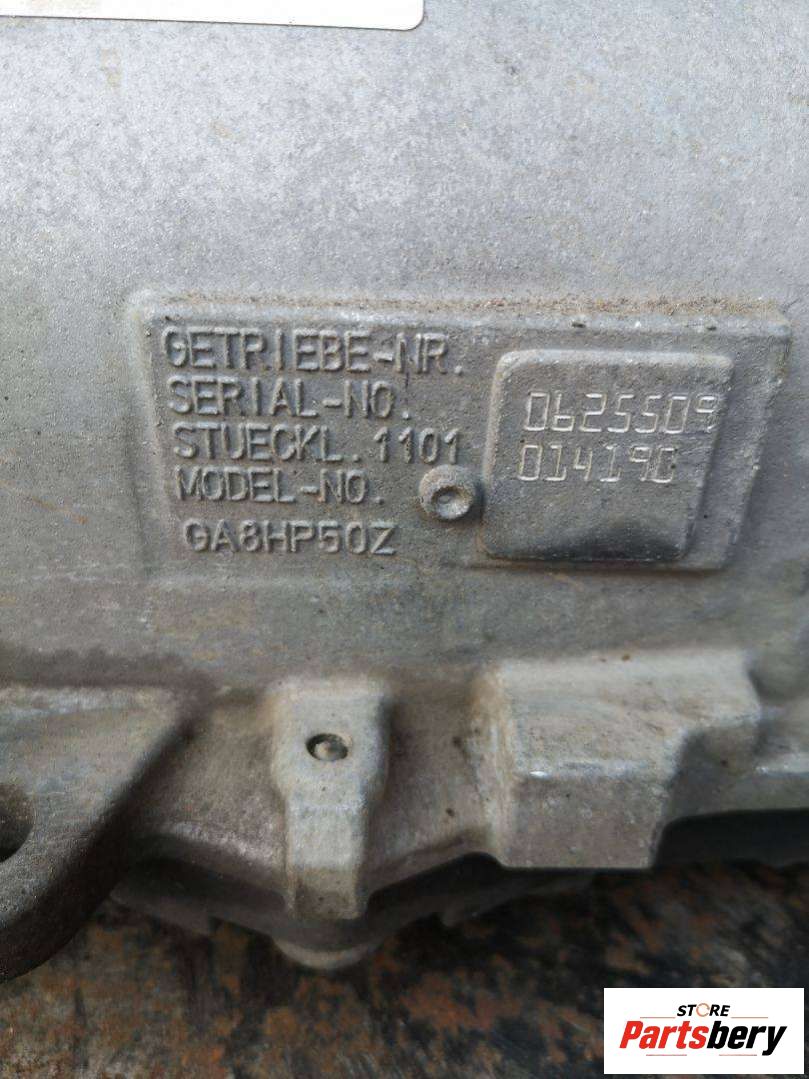 GETRIEBE-NR.
SERIAL-NO.
STUECKL.1101
MODEL-NO.
GA8HP50Z
0625509
014190
STORE
Partsbery